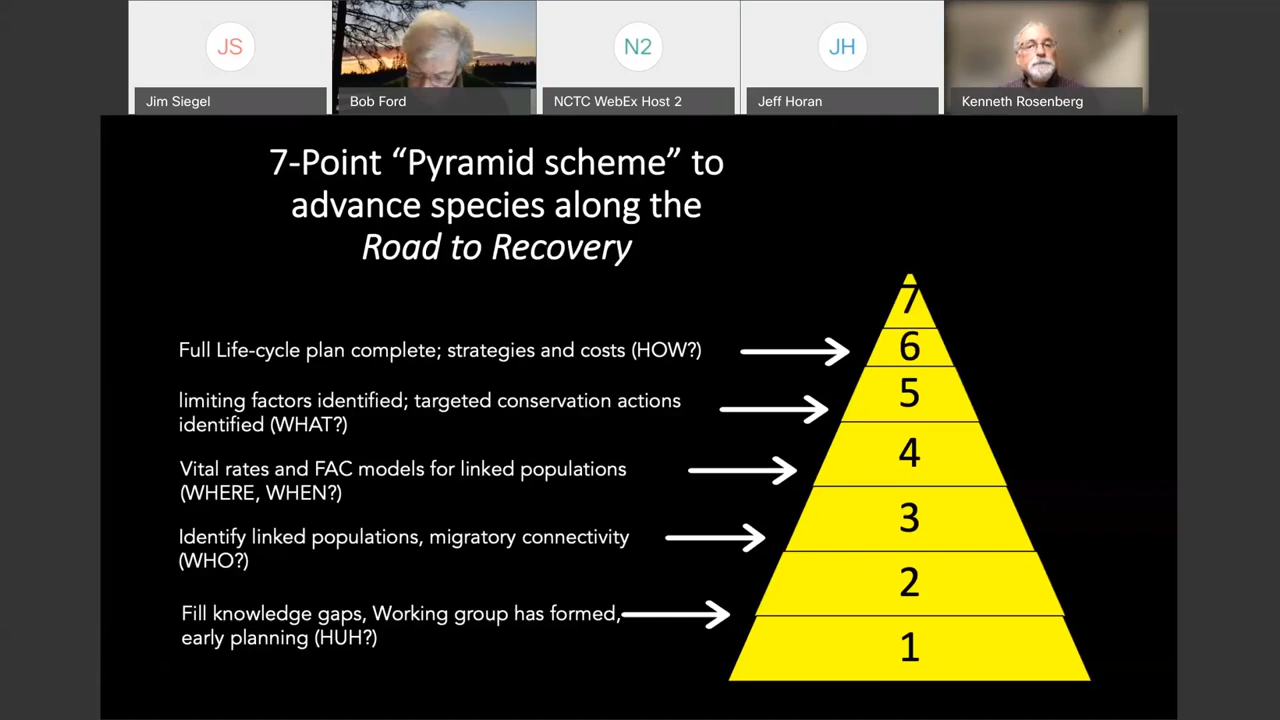 JS
N2
JH
Jim Siegel
Bob Ford
NCTC WebEx Host 2
Jeff Horan
Kenneth Rosenberg
7-Point “Pyramid scheme” to
advance species along the
Road to Recovery
7
Full Life-cycle plan complete; strategies and costs (HOW?)
6
limiting factors identified; targeted conservation actions
identified (WHAT?)
5
Vital rates and FAC models for linked populations
(WHERE, WHEN?)
4
Identify linked populations, migratory connectivity
(WHO?)
3
Fill knowledge gaps, Working group has formed,
early planning (HUH?)
2
1